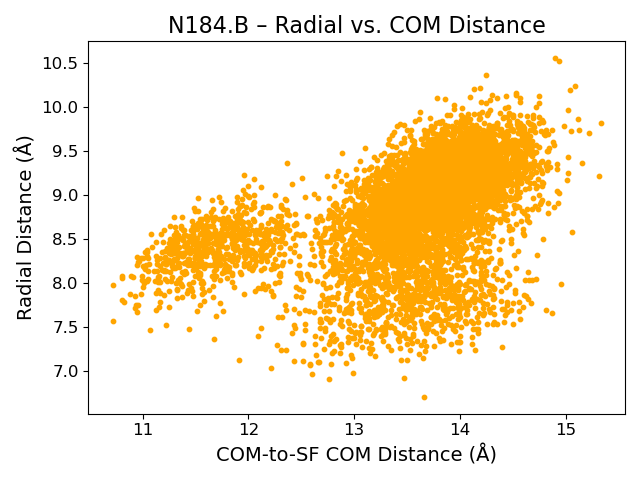 N184.B – Radial vs. COM Distance
10.5
10.0
9.5
9.0
8.5
8.0
7.5
7.0
Radial Distance (Å)
11 12 13 14 15
COM-to-SF COM Distance (Å)